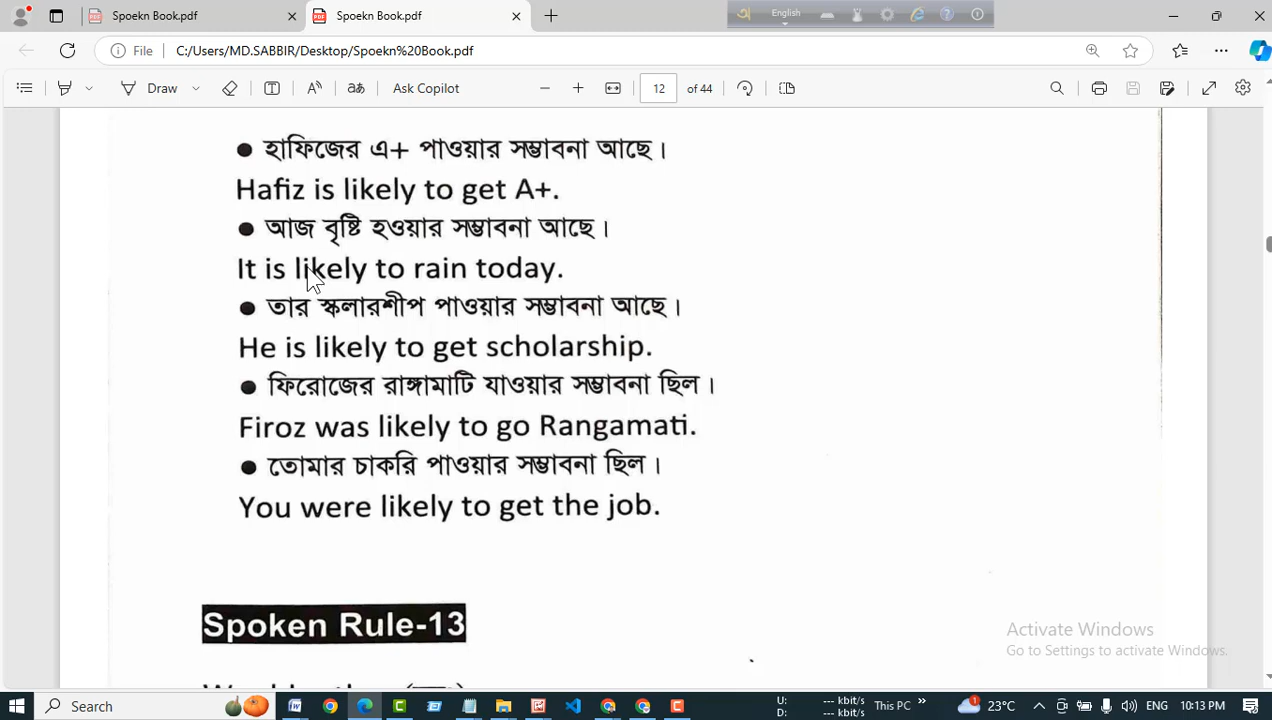 Spoekn Book.pdf
Spoekn Book.pdf
অ English
File C:/Users/MD.SABBIR/Desktop/Spoekn%20Book.pdf
Draw Ask Copilot 12 of 44
● হাফিজের এ+ পাওয়ার সম্ভাবনা আছে।
Hafiz is likely to get A+.
● আজ বৃষ্টি হওয়ার সম্ভাবনা আছে।
It is likely to rain today.
● তার স্কলারশীপ পাওয়ার সম্ভাবনা আছে।
He is likely to get scholarship.
● ফিরোজের রাঙ্গামাটি যাওয়ার সম্ভাবনা ছিল।
Firoz was likely to go Rangamati.
● তোমার চাকরি পাওয়ার সম্ভাবনা ছিল।
You were likely to get the job.
Spoken Rule-13
Activate Windows
Go to Settings to activate Windows.
Search U: --- kbit/s
D: --- kbit/s This PC 1 23°C ENG 10:13 PM